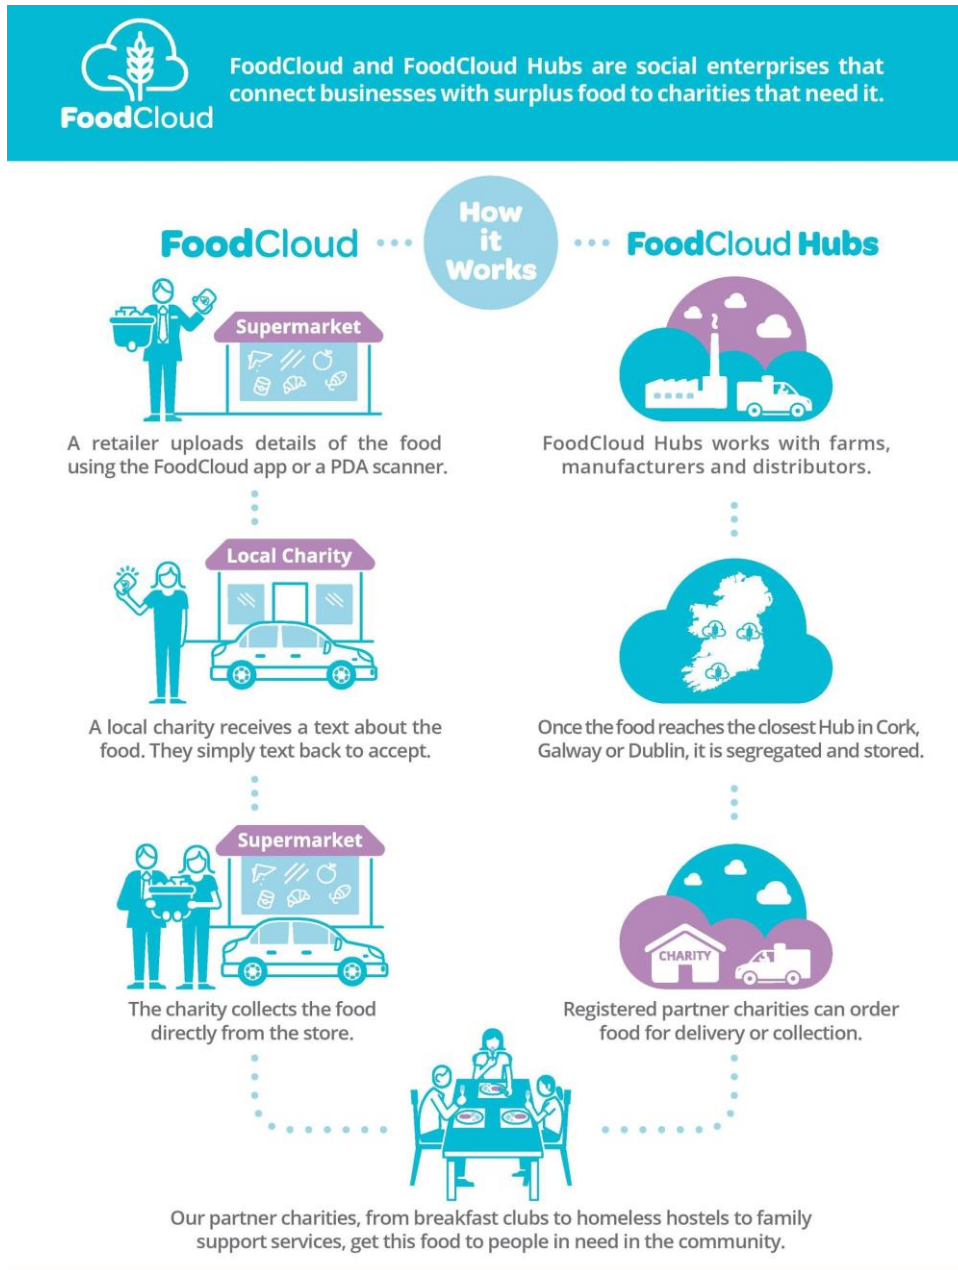 FoodCloud
FoodCloud and FoodCloud Hubs are social enterprises that
connect businesses with surplus food to charities that need it.
How
it
Works
FoodCloud
Supermarket
A retailer uploads details of the food
using the FoodCloud app or a PDA scanner.
Local Charity
A local charity receives a text about the
food. They simply text back to accept.
Supermarket
The charity collects the food
directly from the store.
FoodCloud Hubs
FoodCloud Hubs works with farms,
manufacturers and distributors.
Once the food reaches the closest Hub in Cork,
Galway or Dublin, it is segregated and stored.
CHARITY
Registered partner charities can order
food for delivery or collection.
Our partner charities, from breakfast clubs to homeless hostels to family
support services, get this food to people in need in the community.